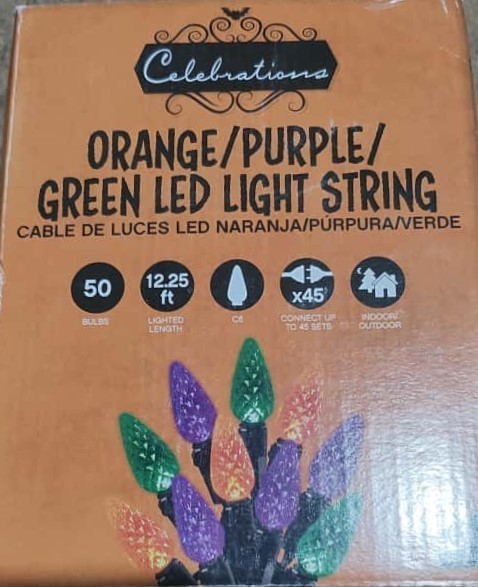 Celebrations
ORANGE/PURPLE/
GREEN LED LIGHT STRING
CABLE DE LUCES LED NARANJA/PÚRPURA/VERDE
50
BULBS
12.25
ft
LIGHTED
LENGTH
C6
x45
CONNECT UP
TO 45 SETS
INDOOR/
OUTDOOR